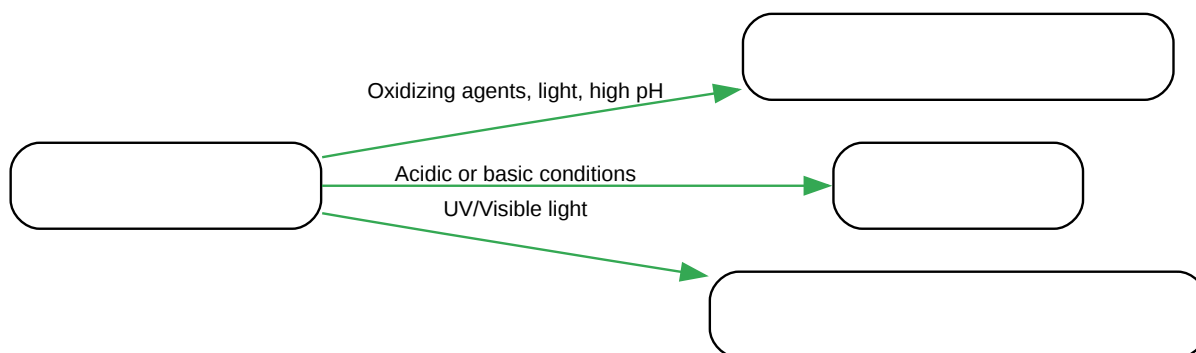 Oxidizing agents, light, high pH
Acidic or basic conditions
UV/Visible light